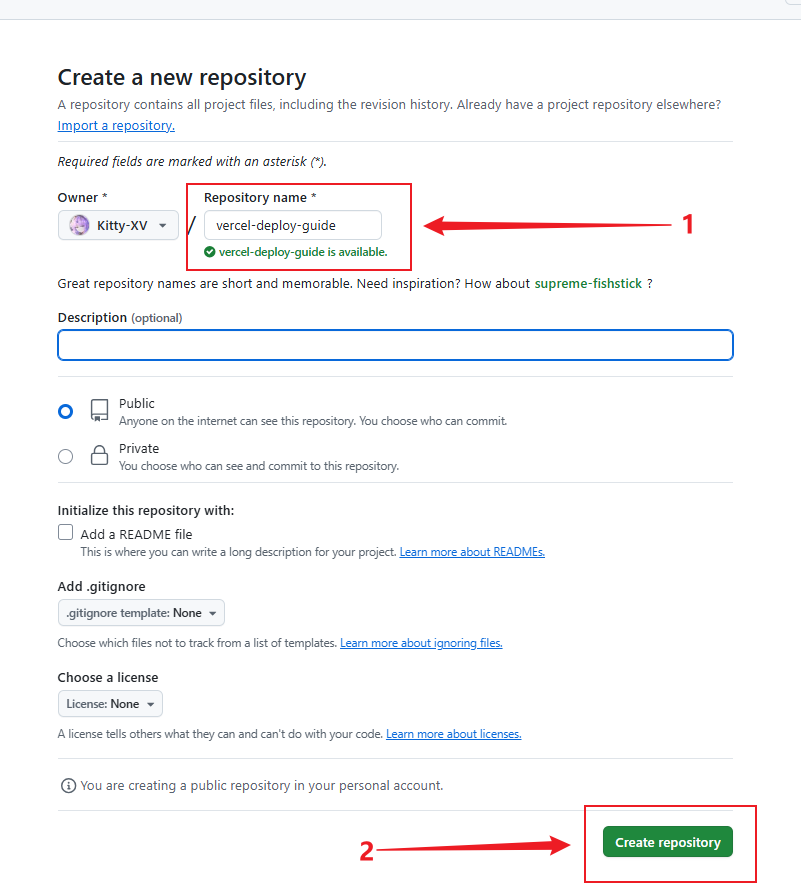 Create a new repository
A repository contains all project files, including the revision history. Already have a project repository elsewhere?
Import a repository.
Required fields are marked with an asterisk (*).
Owner *
Repository name *
Kitty-XV
/
vercel-deploy-guide
1
vercel-deploy-guide is available.
Great repository names are short and memorable. Need inspiration? How about supreme-fishstick ?
Description (optional)
Public
Anyone on the internet can see this repository. You choose who can commit.
Private
You choose who can see and commit to this repository.
Initialize this repository with:
Add a README file
This is where you can write a long description for your project. Learn more about READMEs.
Add .gitignore
.gitignore template: None
Choose which files not to track from a list of templates. Learn more about ignoring files.
Choose a license
License: None
A license tells others what they can and can't do with your code. Learn more about licenses.
You are creating a public repository in your personal account.
2
Create repository